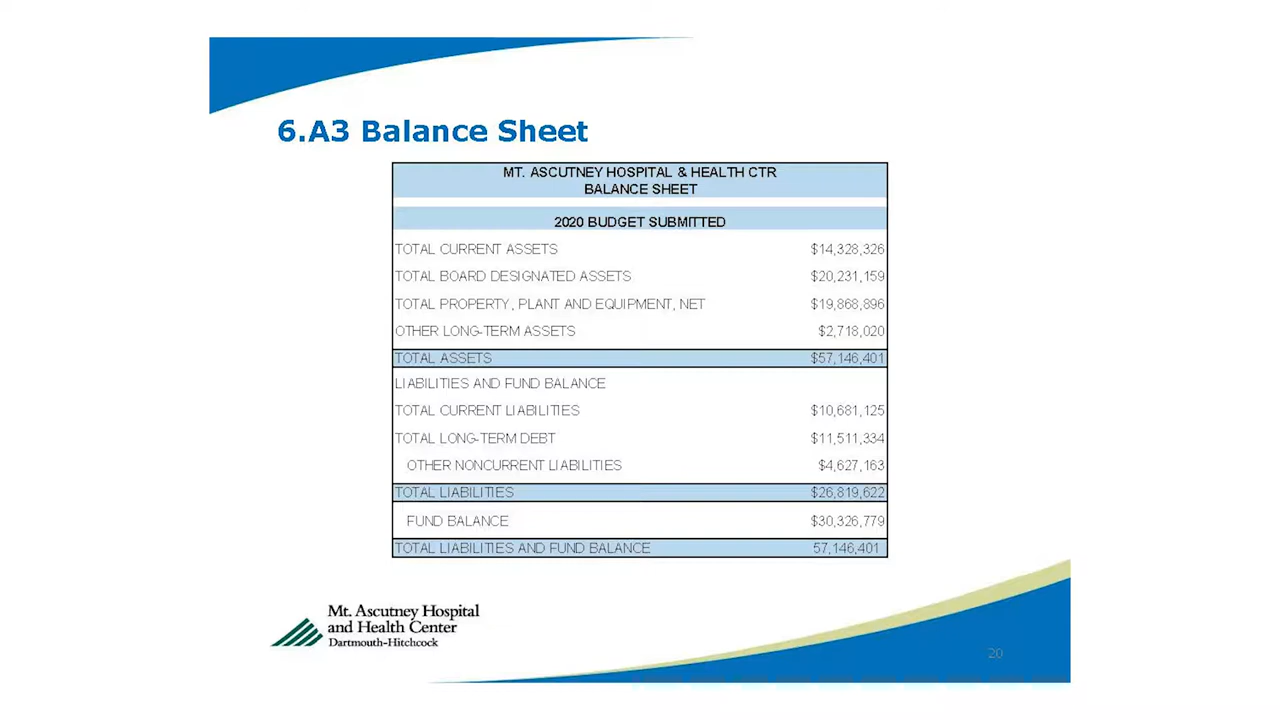 6.A3 Balance Sheet
MT. ASCUTNEY HOSPITAL & HEALTH CTR
BALANCE SHEET
2020 BUDGET SUBMITTED
TOTAL CURRENT ASSETS $14,328,326
TOTAL BOARD DESIGNATED ASSETS $20,231,159
TOTAL PROPERTY, PLANT AND EQUIPMENT, NET $19,868,896
OTHER LONG-TERM ASSETS $2,718,020
TOTAL ASSETS $57,146,401
LIABILITIES AND FUND BALANCE
TOTAL CURRENT LIABILITIES $10,681,125
TOTAL LONG-TERM DEBT $11,511,334
OTHER NONCURRENT LIABILITIES $4,627,163
TOTAL LIABILITIES $26,819,622
FUND BALANCE $30,326,779
TOTAL LIABILITIES AND FUND BALANCE 57,146,401
Mt. Ascutney Hospital
and Health Center
Dartmouth-Hitchcock
20